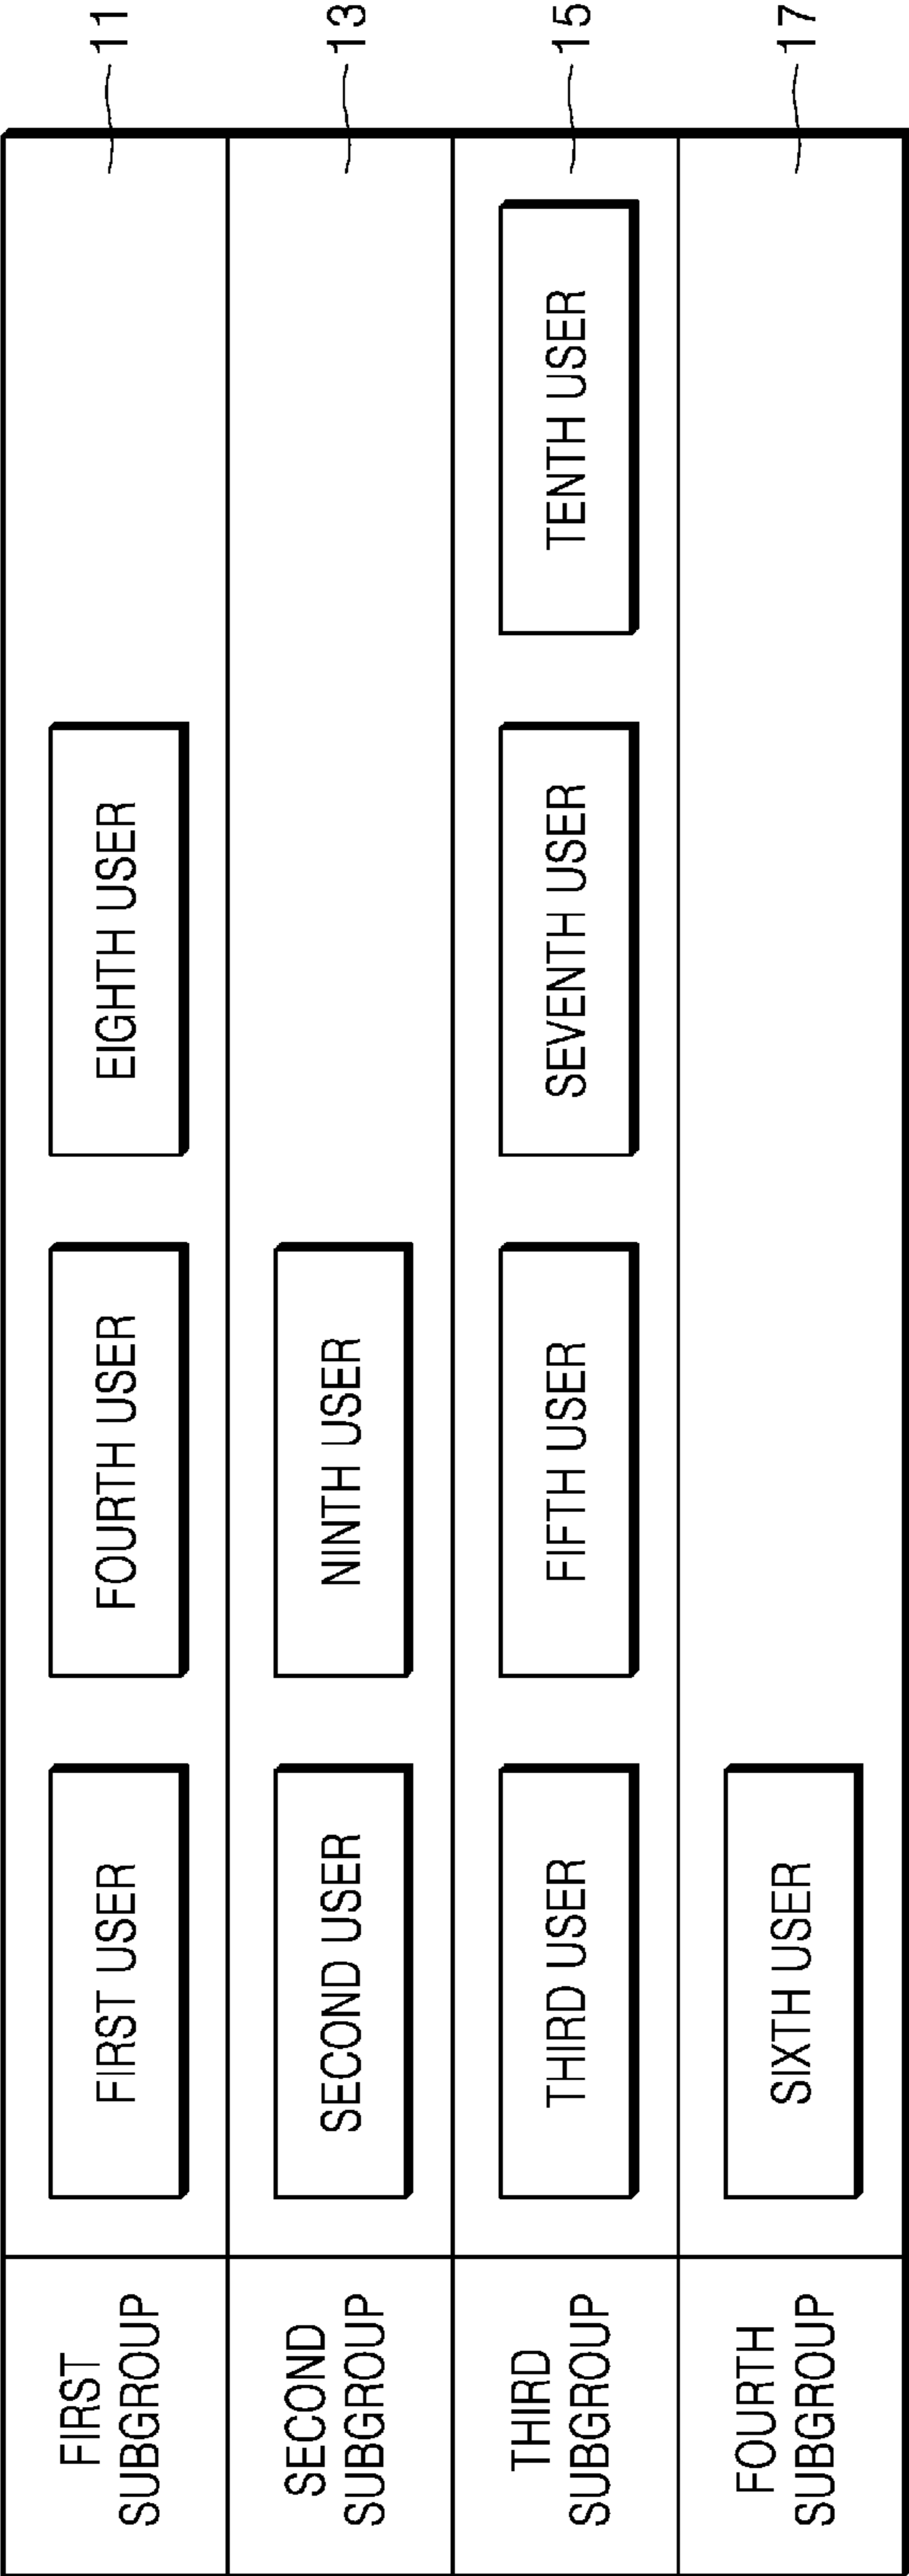 FIRST
SUBGROUP
FIRST USER
FOURTH USER
EIGHTH USER
11
SECOND
SUBGROUP
SECOND USER
NINTH USER
13
THIRD
SUBGROUP
THIRD USER
FIFTH USER
SEVENTH USER
TENTH USER
15
FOURTH
SUBGROUP
SIXTH USER
17